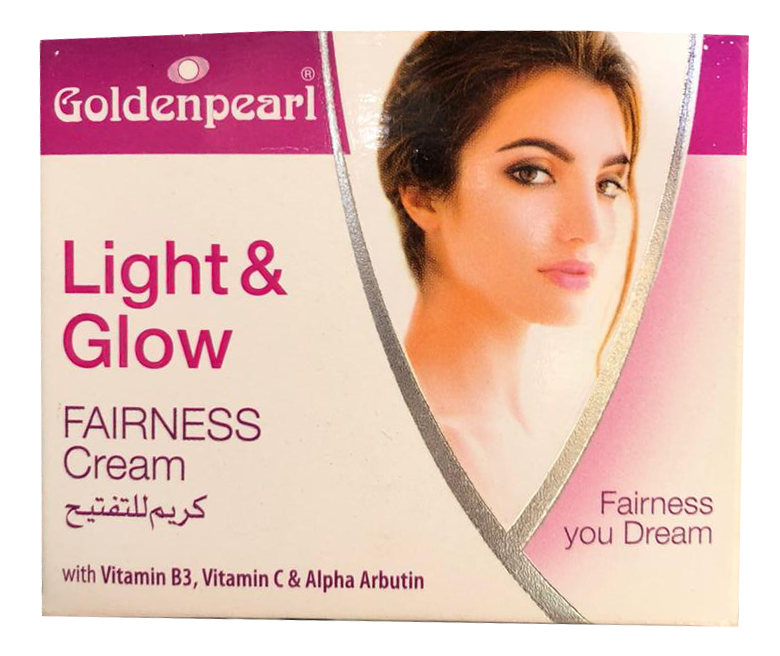 Goldenpearl®
Light &
Glow
FAIRNESS
Cream
كريم للتفتيح
with Vitamin B3, Vitamin C & Alpha Arbutin
Fairness
you Dream